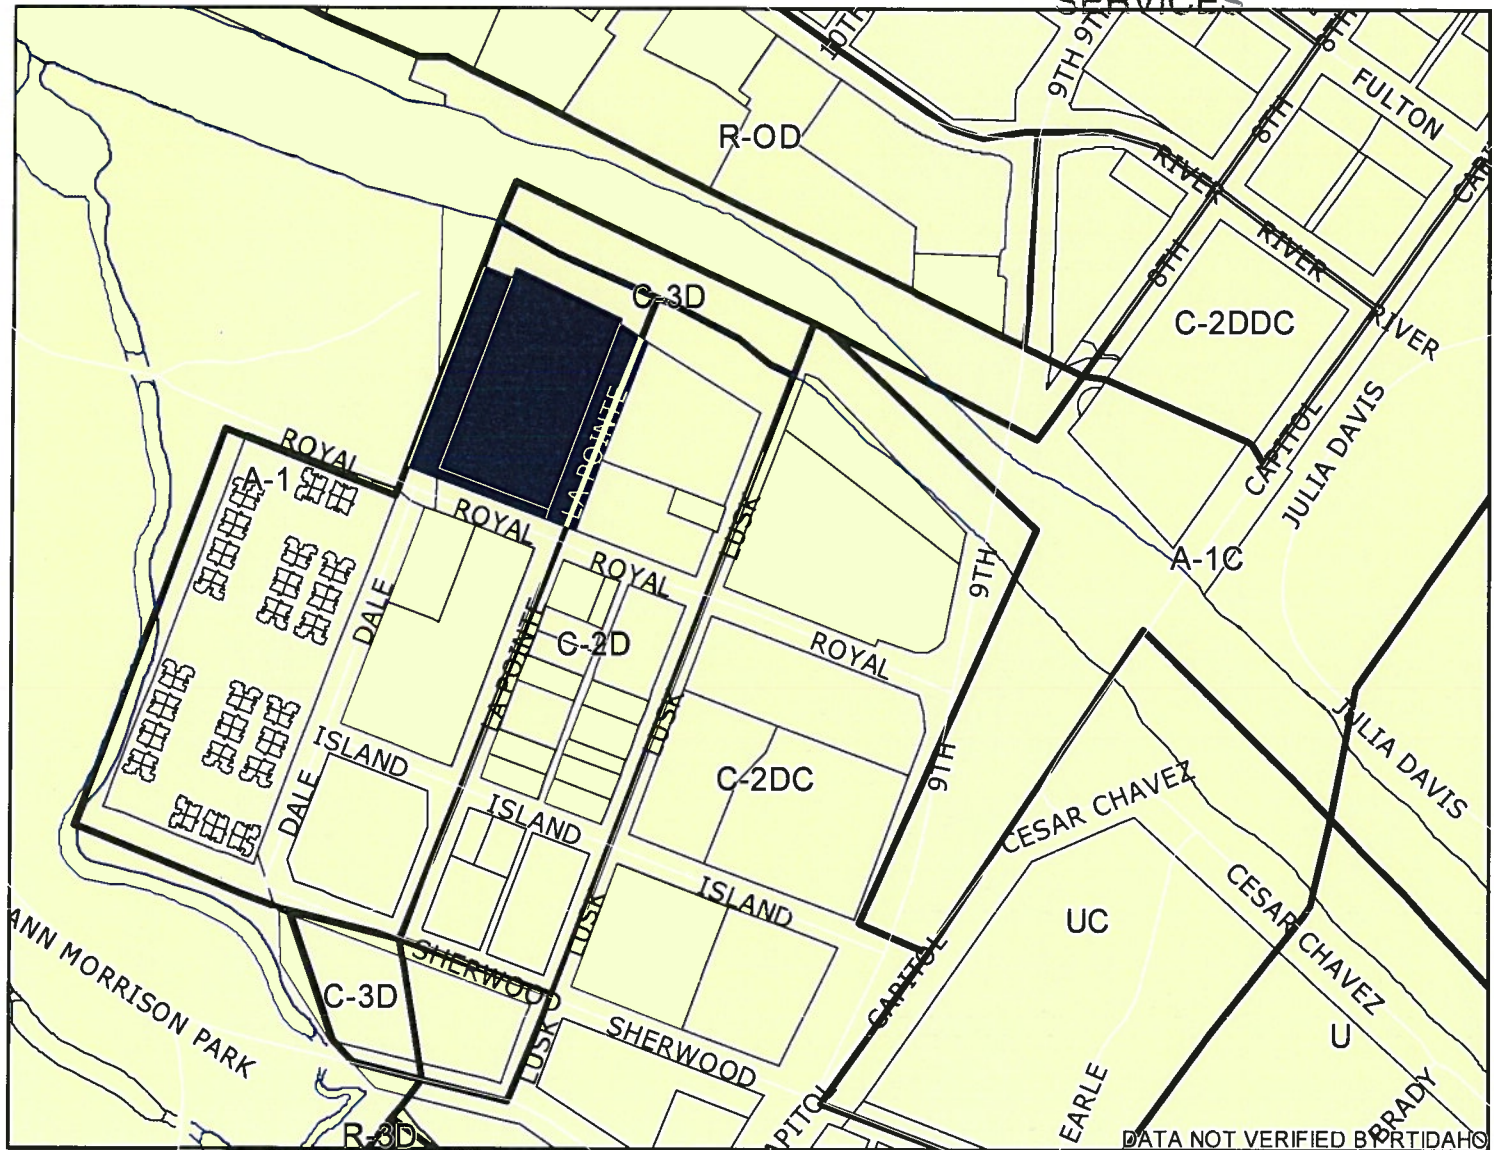 SERVICES
10TH
9TH 9TH
8TH
FULTON
8TH
R-OD
RIVER
RIVER
8TH
C-3D
C-2DDC
RIVER
LA POINTE
CAPITOL
JULIA DAVIS
ROYAL
A-1
ROYAL
LUSK
ROYAL
9TH
A-1C
DALE
LA POINTE
C-2D
ROYAL
LUSK
JULIA DAVIS
ISLAND
9TH
C-2DC
CESAR CHAVEZ
DALE
ISLAND
ISLAND
CESAR CHAVEZ
UC
LUSK
ANN MORRISON PARK
SHERWOOD
CAPITOL
C-3D
LUSK
SHERWOOD
U
EARLE
BRADY
R-3D
DATA NOT VERIFIED BY RTIDAHO